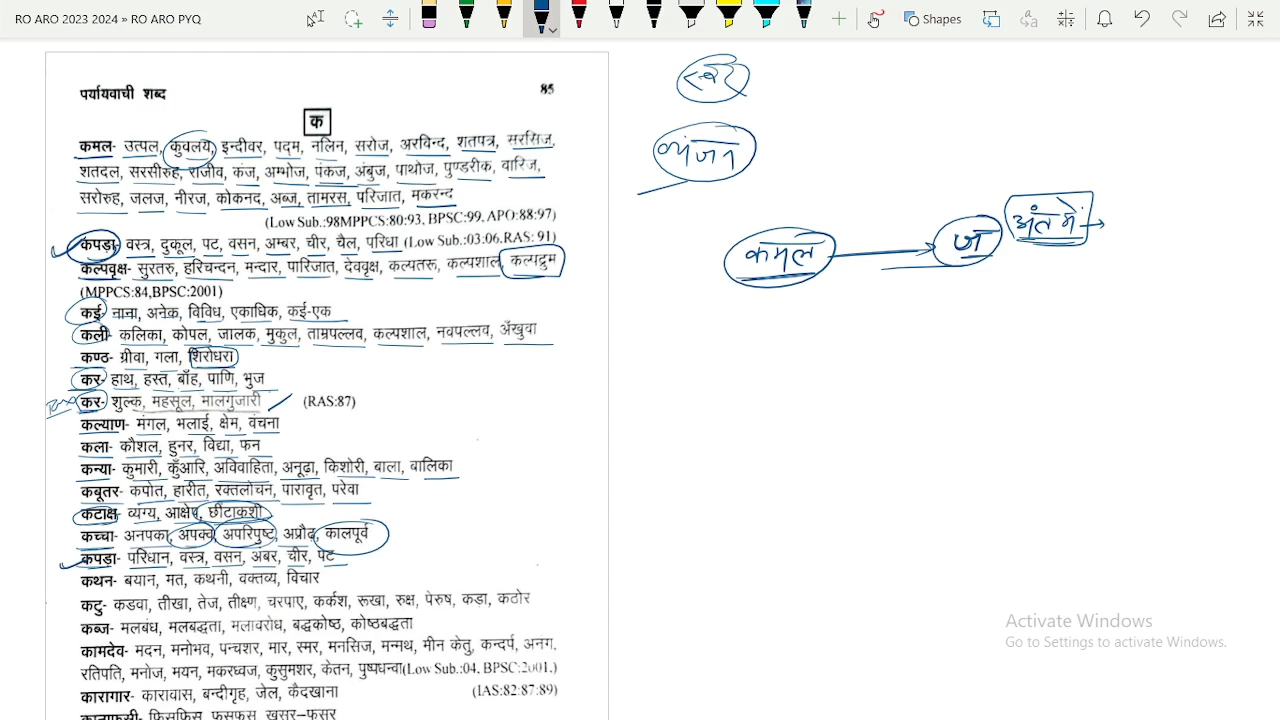 RO ARO 2023 2024 » RO ARO PYQ
Shapes
पर्यायवाची शब्द 85
क
कमल- उत्पल, कुवलय, इन्दीवर, पद्म, नलिन, सरोज, अरविन्द, शतपत्र, सरसिज,
शतदल, सरसीरुह, राजीव, कंज, अम्भोज, पंकज, अंबुज, पाथोज, पुण्डरीक, वारिज,
सरोरुह, जलज, नीरज, कोकनद, अब्ज, तामरस, परिजात, मकरन्द
(Low Sub.:98MPPCS:80:93, BPSC:99, APO:88:97)
कपड़ा, वस्त्र, दुकूल, पट, वसन, अम्बर, चीर, चैल, परिधा (Low Sub.:03:06.RAS: 91)
कल्पवृक्ष- सुरतरु, हरिचन्दन, मन्दार, पारिजात, देववृक्ष, कल्पतरू, कल्पशाल, कल्पद्रुम
(MPPCS:84,BPSC:2001)
कई- नाना, अनेक, विविध, एकाधिक, कई-एक
कली- कलिका, कोपल, जालक, मुकुल, ताम्रपल्लव, कल्पशाल, नवपल्लव, अँखुवा
कण्ठ- ग्रीवा, गला, शिरोधरा
कर- हाथ, हस्त, बाँह, पाणि, भुज
कर- शुल्क, महसूल, मालगुजारी (RAS:87)
कल्याण- मंगल, भलाई, क्षेम, वंचना
कला- कौशल, हुनर, विद्या, फन
कन्या- कुमारी, कुँआरि, अविवाहिता, अनूढ़ा, किशोरी, बाला, बालिका
कबूतर- कपोत, हारीत, रक्तलोचन, पारावृत, परेवा
कटाक्ष- व्यंग्य, आक्षेप, छींटाकशी
कच्चा- अनपका, अपक्व, अपरिपुष्ट, अप्रौढ़, कालपूर्व
कपड़ा- परिधान, वस्त्र, वसन, अंबर, चीर, पट
कथन- बयान, मत, कथनी, वक्तव्य, विचार
कटु- कडवा, तीखा, तेज, तीक्ष्ण, चरपाए, कर्कश, रूखा, रुक्ष, पेरुष, कड़ा, कठोर
कब्ज- मलबंध, मलबद्धता, मलावरोध, बद्धकोष्ठ, कोष्ठबद्धता
कामदेव- मदन, मनोभव, पन्चशर, मार, स्मर, मनसिज, मन्मथ, मीन केतु, कन्दर्प, अनग,
रतिपति, मनोज, मयन, मकरध्वज, कुसुमशर, केतन, पुष्पधन्वा(Low Sub.:04, BPSC:2001,)
कारागार- कारावास, बन्दीगृह, जेल, कैदखाना (IAS:82:87:89)
कानाफूसी- फिसफिस, फुसफुस, खुसर-फुसर
स्वर
व्यंजन
कमल ज अंत में
Activate Windows
Go to Settings to activate Windows.